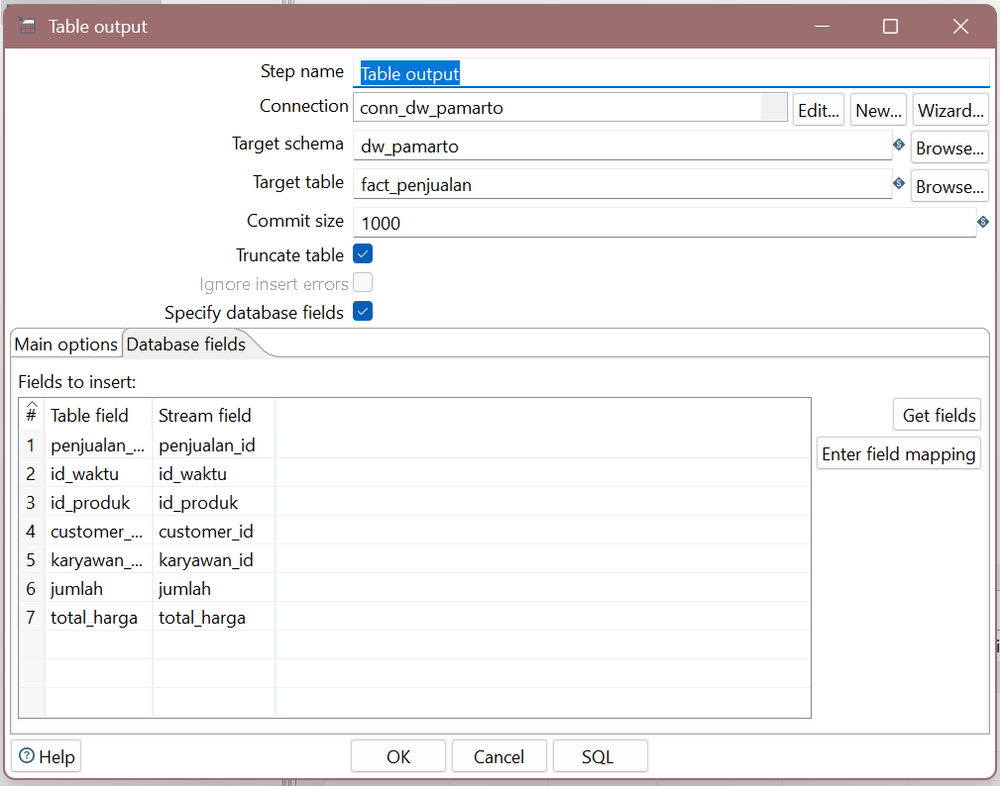 Table output
Step name Table output
Connection conn_dw_pamarto Edit... New... Wizard...
Target schema dw_pamarto Browse...
Target table fact_penjualan Browse...
Commit size 1000
Truncate table
Ignore insert errors
Specify database fields
Main options Database fields
Fields to insert:
# Table field Stream field Get fields
1 penjualan_... penjualan_id
Enter field mapping
2 id_waktu id_waktu
3 id_produk id_produk
4 customer_... customer_id
5 karyawan_... karyawan_id
6 jumlah jumlah
7 total_harga total_harga
Help OK Cancel SQL